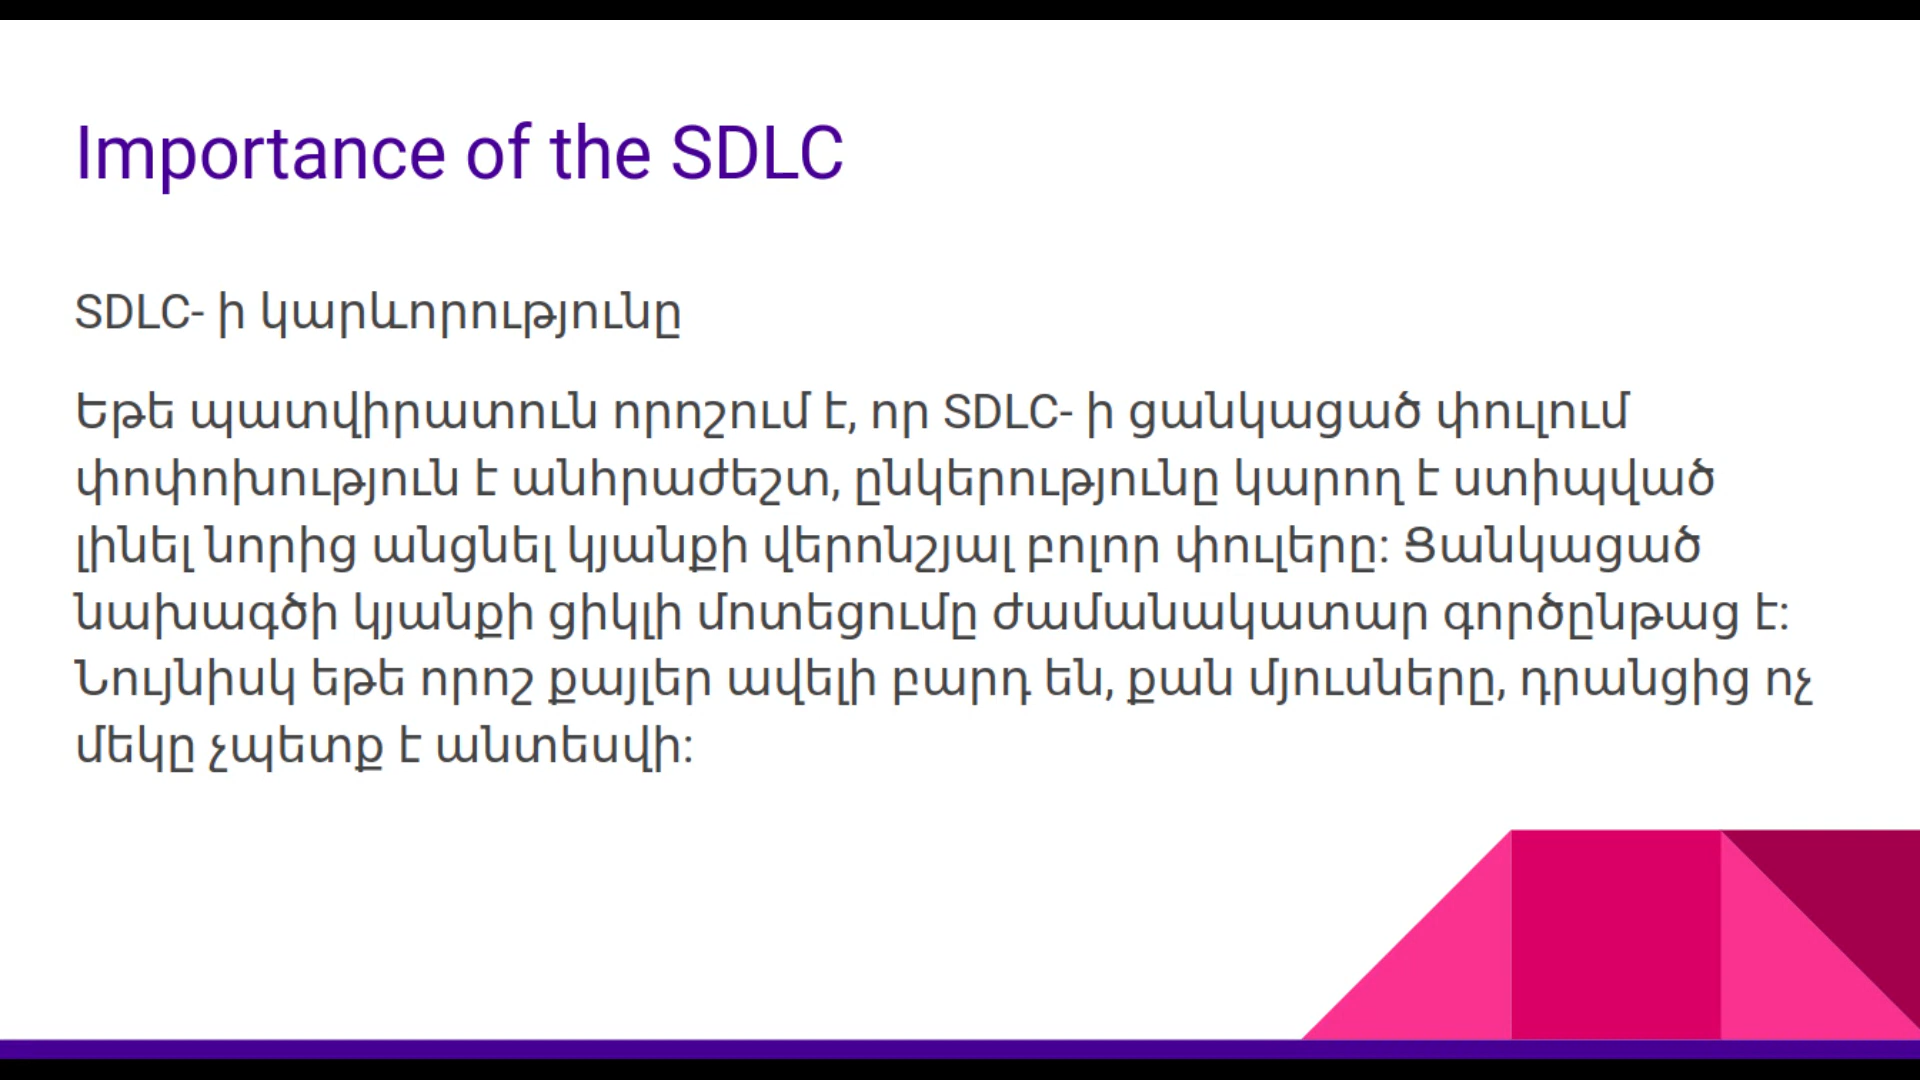 Importance of the SDLC
SDLC- ի կարևորությունը
Եթե պատվիրատուն որոշում է, որ SDLC- ի ցանկացած փուլում
փոփոխություն է անհրաժեշտ, ընկերությունը կարող է ստիպված
լինել նորից անցնել կյանքի վերոնշյալ բոլոր փուլերը: Ցանկացած
նախագծի կյանքի ցիկլի մոտեցումը ժամանակատար գործընթաց է:
Նույնիսկ եթե որոշ քայլեր ավելի բարդ են, քան մյուսները, դրանցից ոչ
մեկը չպետք է անտեսվի: